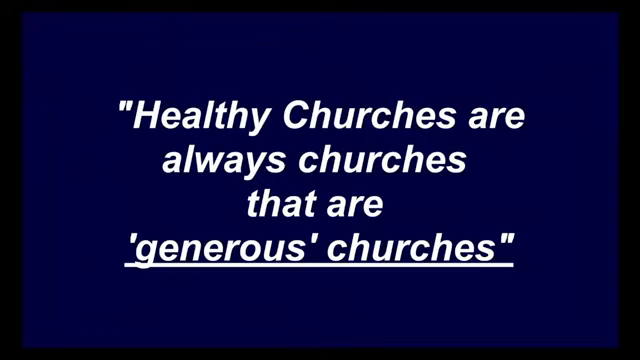 "Healthy Churches are
always churches
that are
'generous' churches"